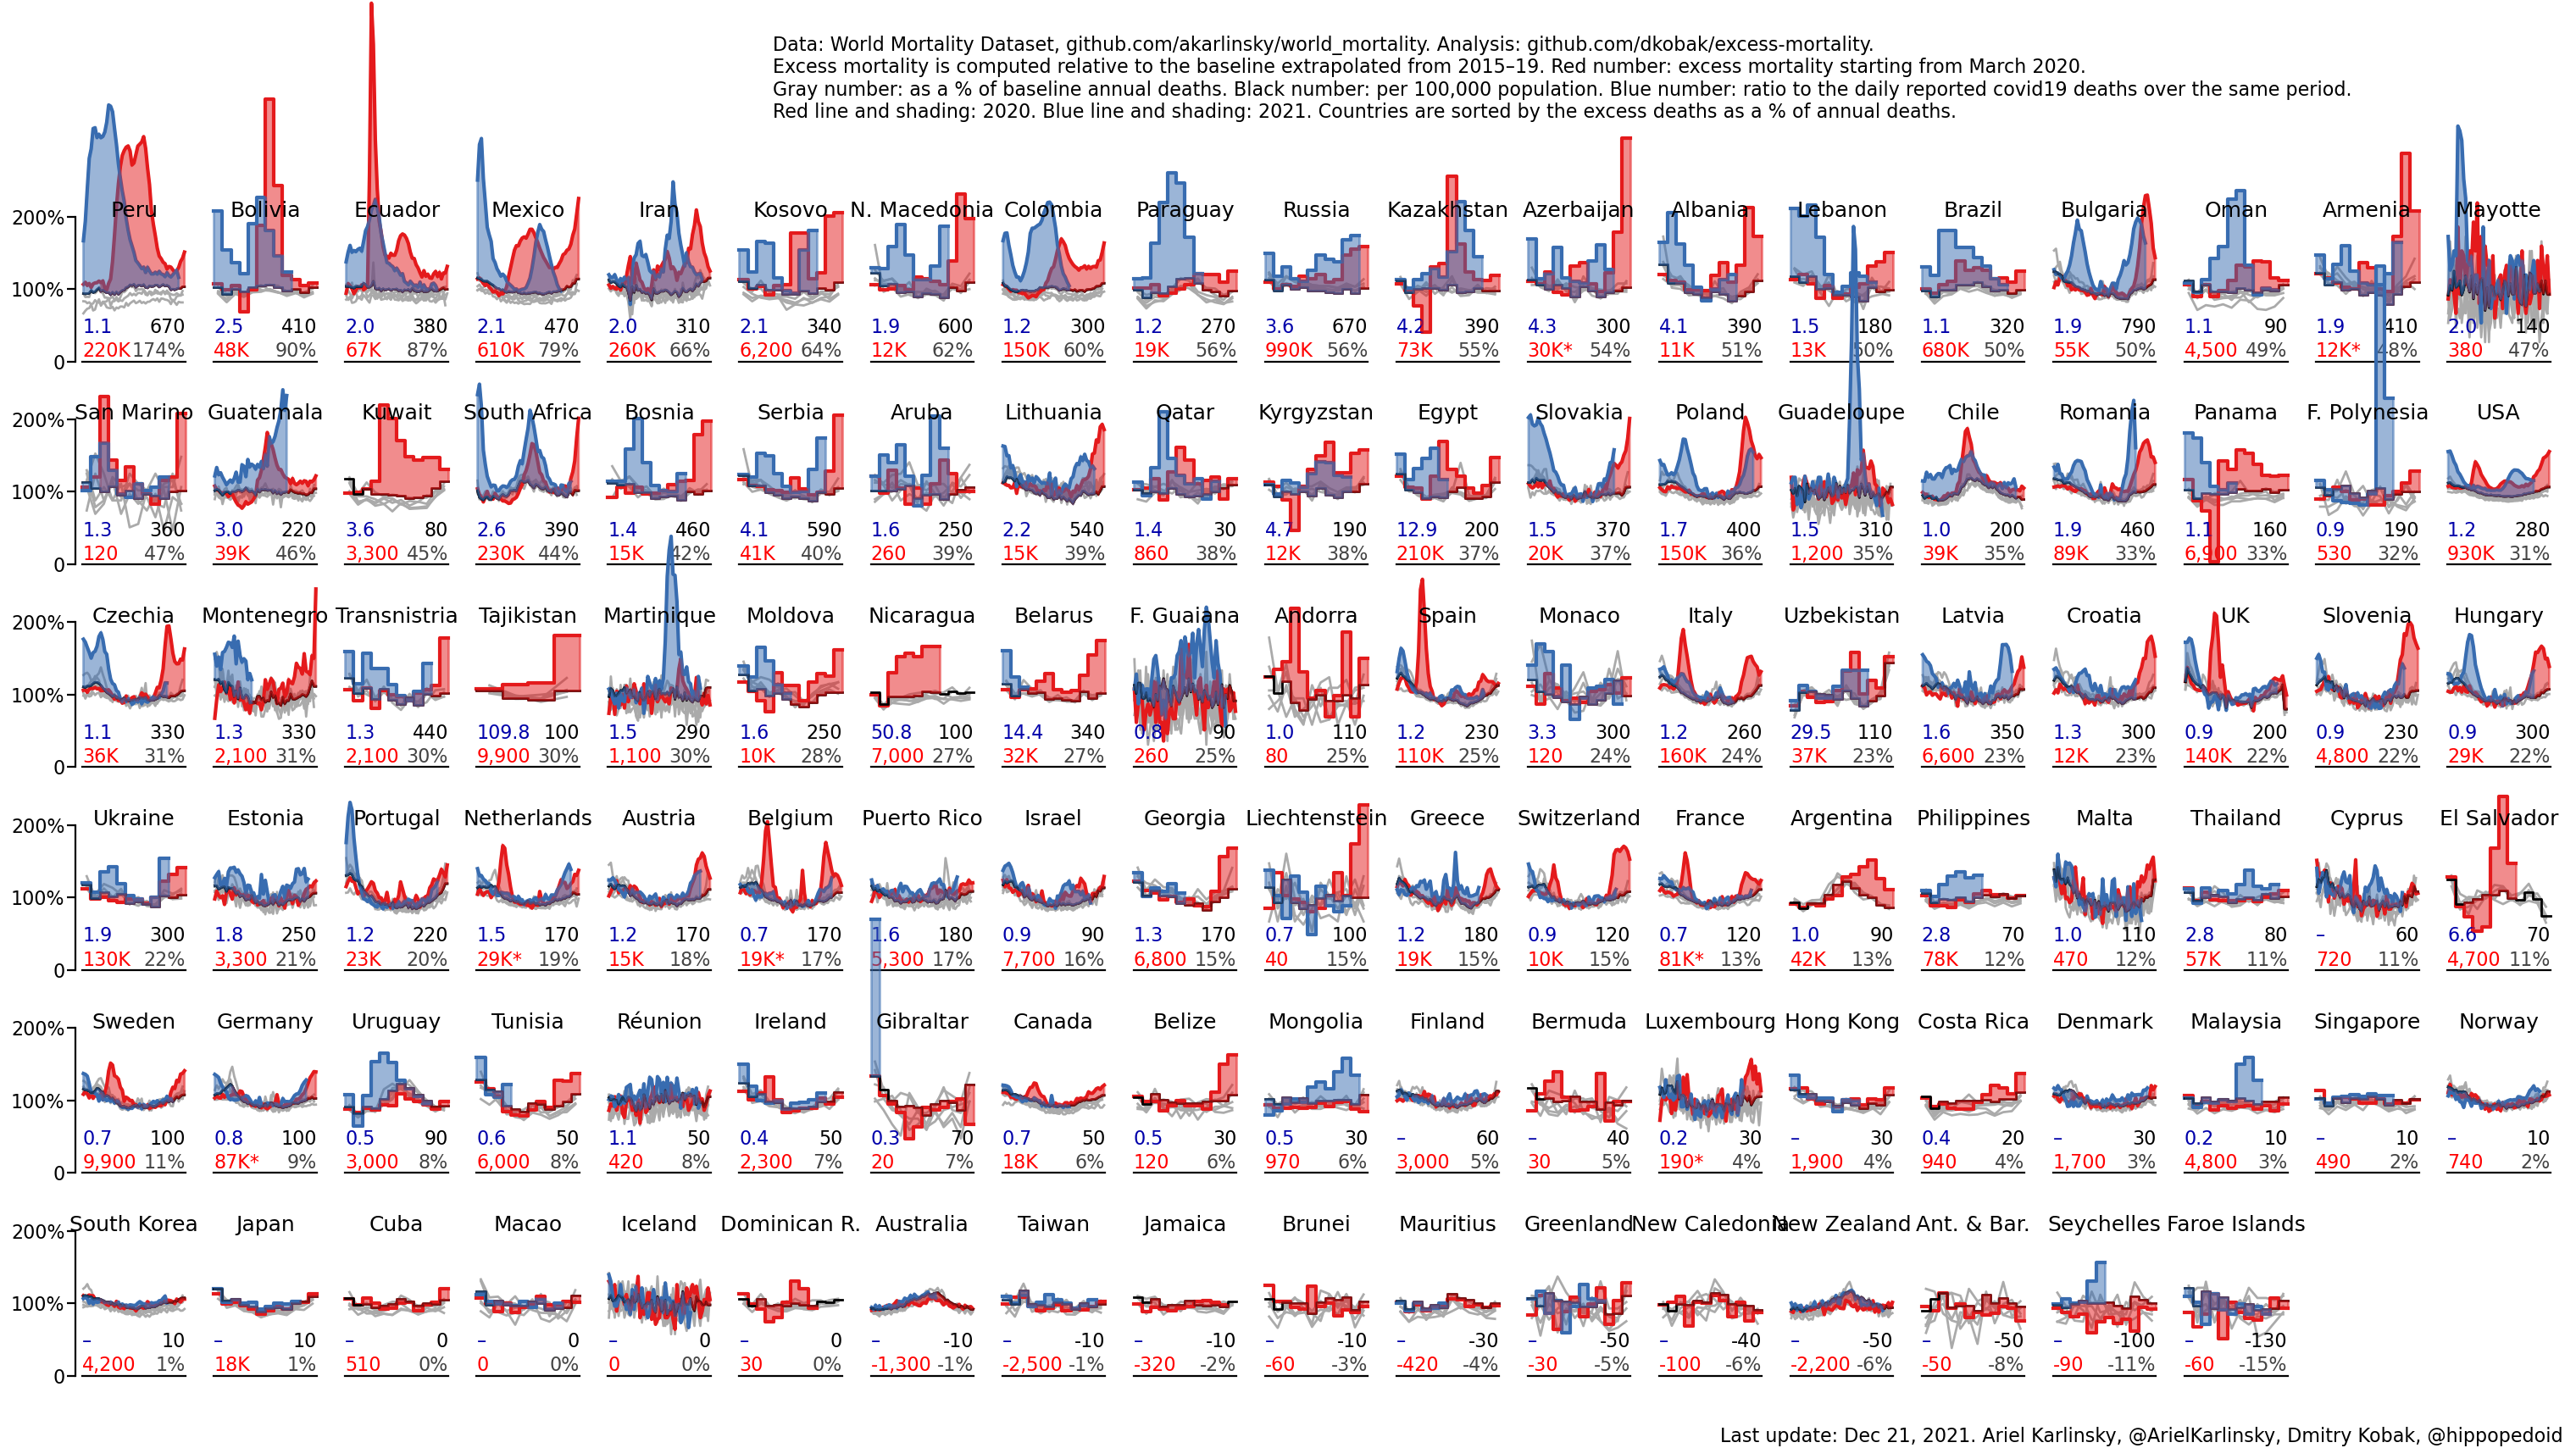 Data: World Mortality Dataset, github.com/akarlinsky/world_mortality. Analysis: github.com/dkobak/excess-mortality.
Excess mortality is computed relative to the baseline extrapolated from 2015–19. Red number: excess mortality starting from March 2020.
Gray number: as a % of baseline annual deaths. Black number: per 100,000 population. Blue number: ratio to the daily reported covid19 deaths over the same period.
Red line and shading: 2020. Blue line and shading: 2021. Countries are sorted by the excess deaths as a % of annual deaths.
200% Peru Bolivia Ecuador Mexico Iran Kosovo N. Macedonia Colombia Paraguay Russia Kazakhstan Azerbaijan Albania Lebanon Brazil Bulgaria Oman Armenia Mayotte
100%
1.1 670 2.5 410 2.0 380 2.1 470 2.0 310 2.1 340 1.9 600 1.2 300 1.2 270 3.6 670 4.2 390 4.3 300 4.1 390 1.5 180 1.1 320 1.9 790 1.1 90 1.9 410 2.0 140
0 220K 174% 48K 90% 67K 87% 610K 79% 260K 66% 6,200 64% 12K 62% 150K 60% 19K 56% 990K 56% 73K 55% 30K* 54% 11K 51% 13K 50% 680K 50% 55K 50% 4,500 49% 12K* 48% 380 47%
200% San Marino Guatemala Kuwait South Africa Bosnia Serbia Aruba Lithuania Qatar Kyrgyzstan Egypt Slovakia Poland Guadeloupe Chile Romania Panama F. Polynesia USA
100%
1.3 360 3.0 220 3.6 80 2.6 390 1.4 460 4.1 590 1.6 250 2.2 540 1.4 30 4.7 190 12.9 200 1.5 370 1.7 400 1.5 310 1.0 200 1.9 460 1.1 160 0.9 190 1.2 280
0 120 47% 39K 46% 3,300 45% 230K 44% 15K 42% 41K 40% 260 39% 15K 39% 860 38% 12K 38% 210K 37% 20K 37% 150K 36% 1,200 35% 39K 35% 89K 33% 6,900 33% 530 32% 930K 31%
200% Czechia Montenegro Transnistria Tajikistan Martinique Moldova Nicaragua Belarus F. Guaiana Andorra Spain Monaco Italy Uzbekistan Latvia Croatia UK Slovenia Hungary
100%
1.1 330 1.3 330 1.3 440 109.8 100 1.5 290 1.6 250 50.8 100 14.4 340 0.8 90 1.0 110 1.2 230 3.3 300 1.2 260 29.5 110 1.6 350 1.3 300 0.9 200 0.9 230 0.9 300
0 36K 31% 2,100 31% 2,100 30% 9,900 30% 1,100 30% 10K 28% 7,000 27% 32K 27% 260 25% 80 25% 110K 25% 120 24% 160K 24% 37K 23% 6,600 23% 12K 23% 140K 22% 4,800 22% 29K 22%
200% Ukraine Estonia Portugal Netherlands Austria Belgium Puerto Rico Israel Georgia Liechtenstein Greece Switzerland France Argentina Philippines Malta Thailand Cyprus El Salvador
100%
1.9 300 1.8 250 1.2 220 1.5 170 1.2 170 0.7 170 1.6 180 0.9 90 1.3 170 0.7 100 1.2 180 0.9 120 0.7 120 1.0 90 2.8 70 1.0 110 2.8 80 – 60 6.6 70
0 130K 22% 3,300 21% 23K 20% 29K* 19% 15K 18% 19K* 17% 5,300 17% 7,700 16% 6,800 15% 40 15% 19K 15% 10K 15% 81K* 13% 42K 13% 78K 12% 470 12% 57K 11% 720 11% 4,700 11%
200% Sweden Germany Uruguay Tunisia Réunion Ireland Gibraltar Canada Belize Mongolia Finland Bermuda Luxembourg Hong Kong Costa Rica Denmark Malaysia Singapore Norway
100%
0.7 100 0.8 100 0.5 90 0.6 50 1.1 50 0.4 50 0.3 70 0.7 50 0.5 30 0.5 30 – 60 – 40 0.2 30 – 30 0.4 20 – 30 0.2 10 – 10 – 10
0 9,900 11% 87K* 9% 3,000 8% 6,000 8% 420 8% 2,300 7% 20 7% 18K 6% 120 6% 970 6% 3,000 5% 30 5% 190* 4% 1,900 4% 940 4% 1,700 3% 4,800 3% 490 2% 740 2%
200% South Korea Japan Cuba Macao Iceland Dominican R. Australia Taiwan Jamaica Brunei Mauritius Greenland New Caledonia New Zealand Ant. & Bar. Seychelles Faroe Islands
100%
– 10 – 10 – 0 – 0 – 0 – 0 – -10 – -10 – -10 – -10 – -30 – -50 – -40 – -50 – -50 – -100 – -130
0 4,200 1% 18K 1% 510 0% 0 0% 0 0% 30 0% -1,300 -1% -2,500 -1% -320 -2% -60 -3% -420 -4% -30 -5% -100 -6% -2,200 -6% -50 -8% -90 -11% -60 -15%
Last update: Dec 21, 2021. Ariel Karlinsky, @ArielKarlinsky, Dmitry Kobak, @hippopedoid